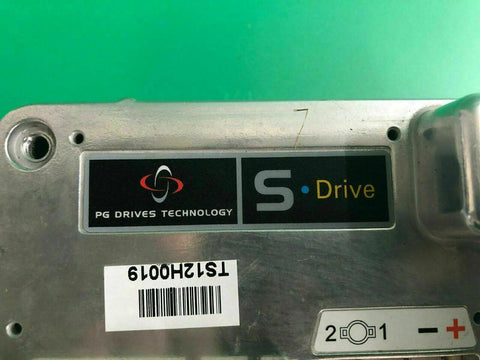 PG DRIVES TECHNOLOGY
S · Drive
TS12H0019
2 1 − +